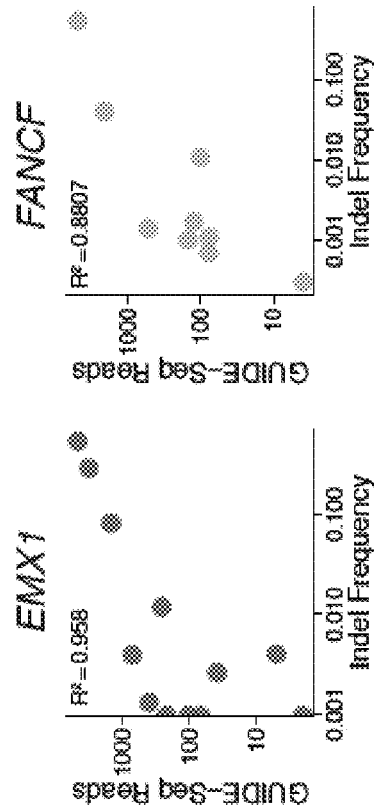 EMX1
R²=0.958
1000
100
10
GUIDE-Seq Reads
0.001
0.010
0.100
Indel Frequency
FANCF
R²=0.8807
1000
100
10
GUIDE-Seq Reads
0.001
0.010
0.100
Indel Frequency